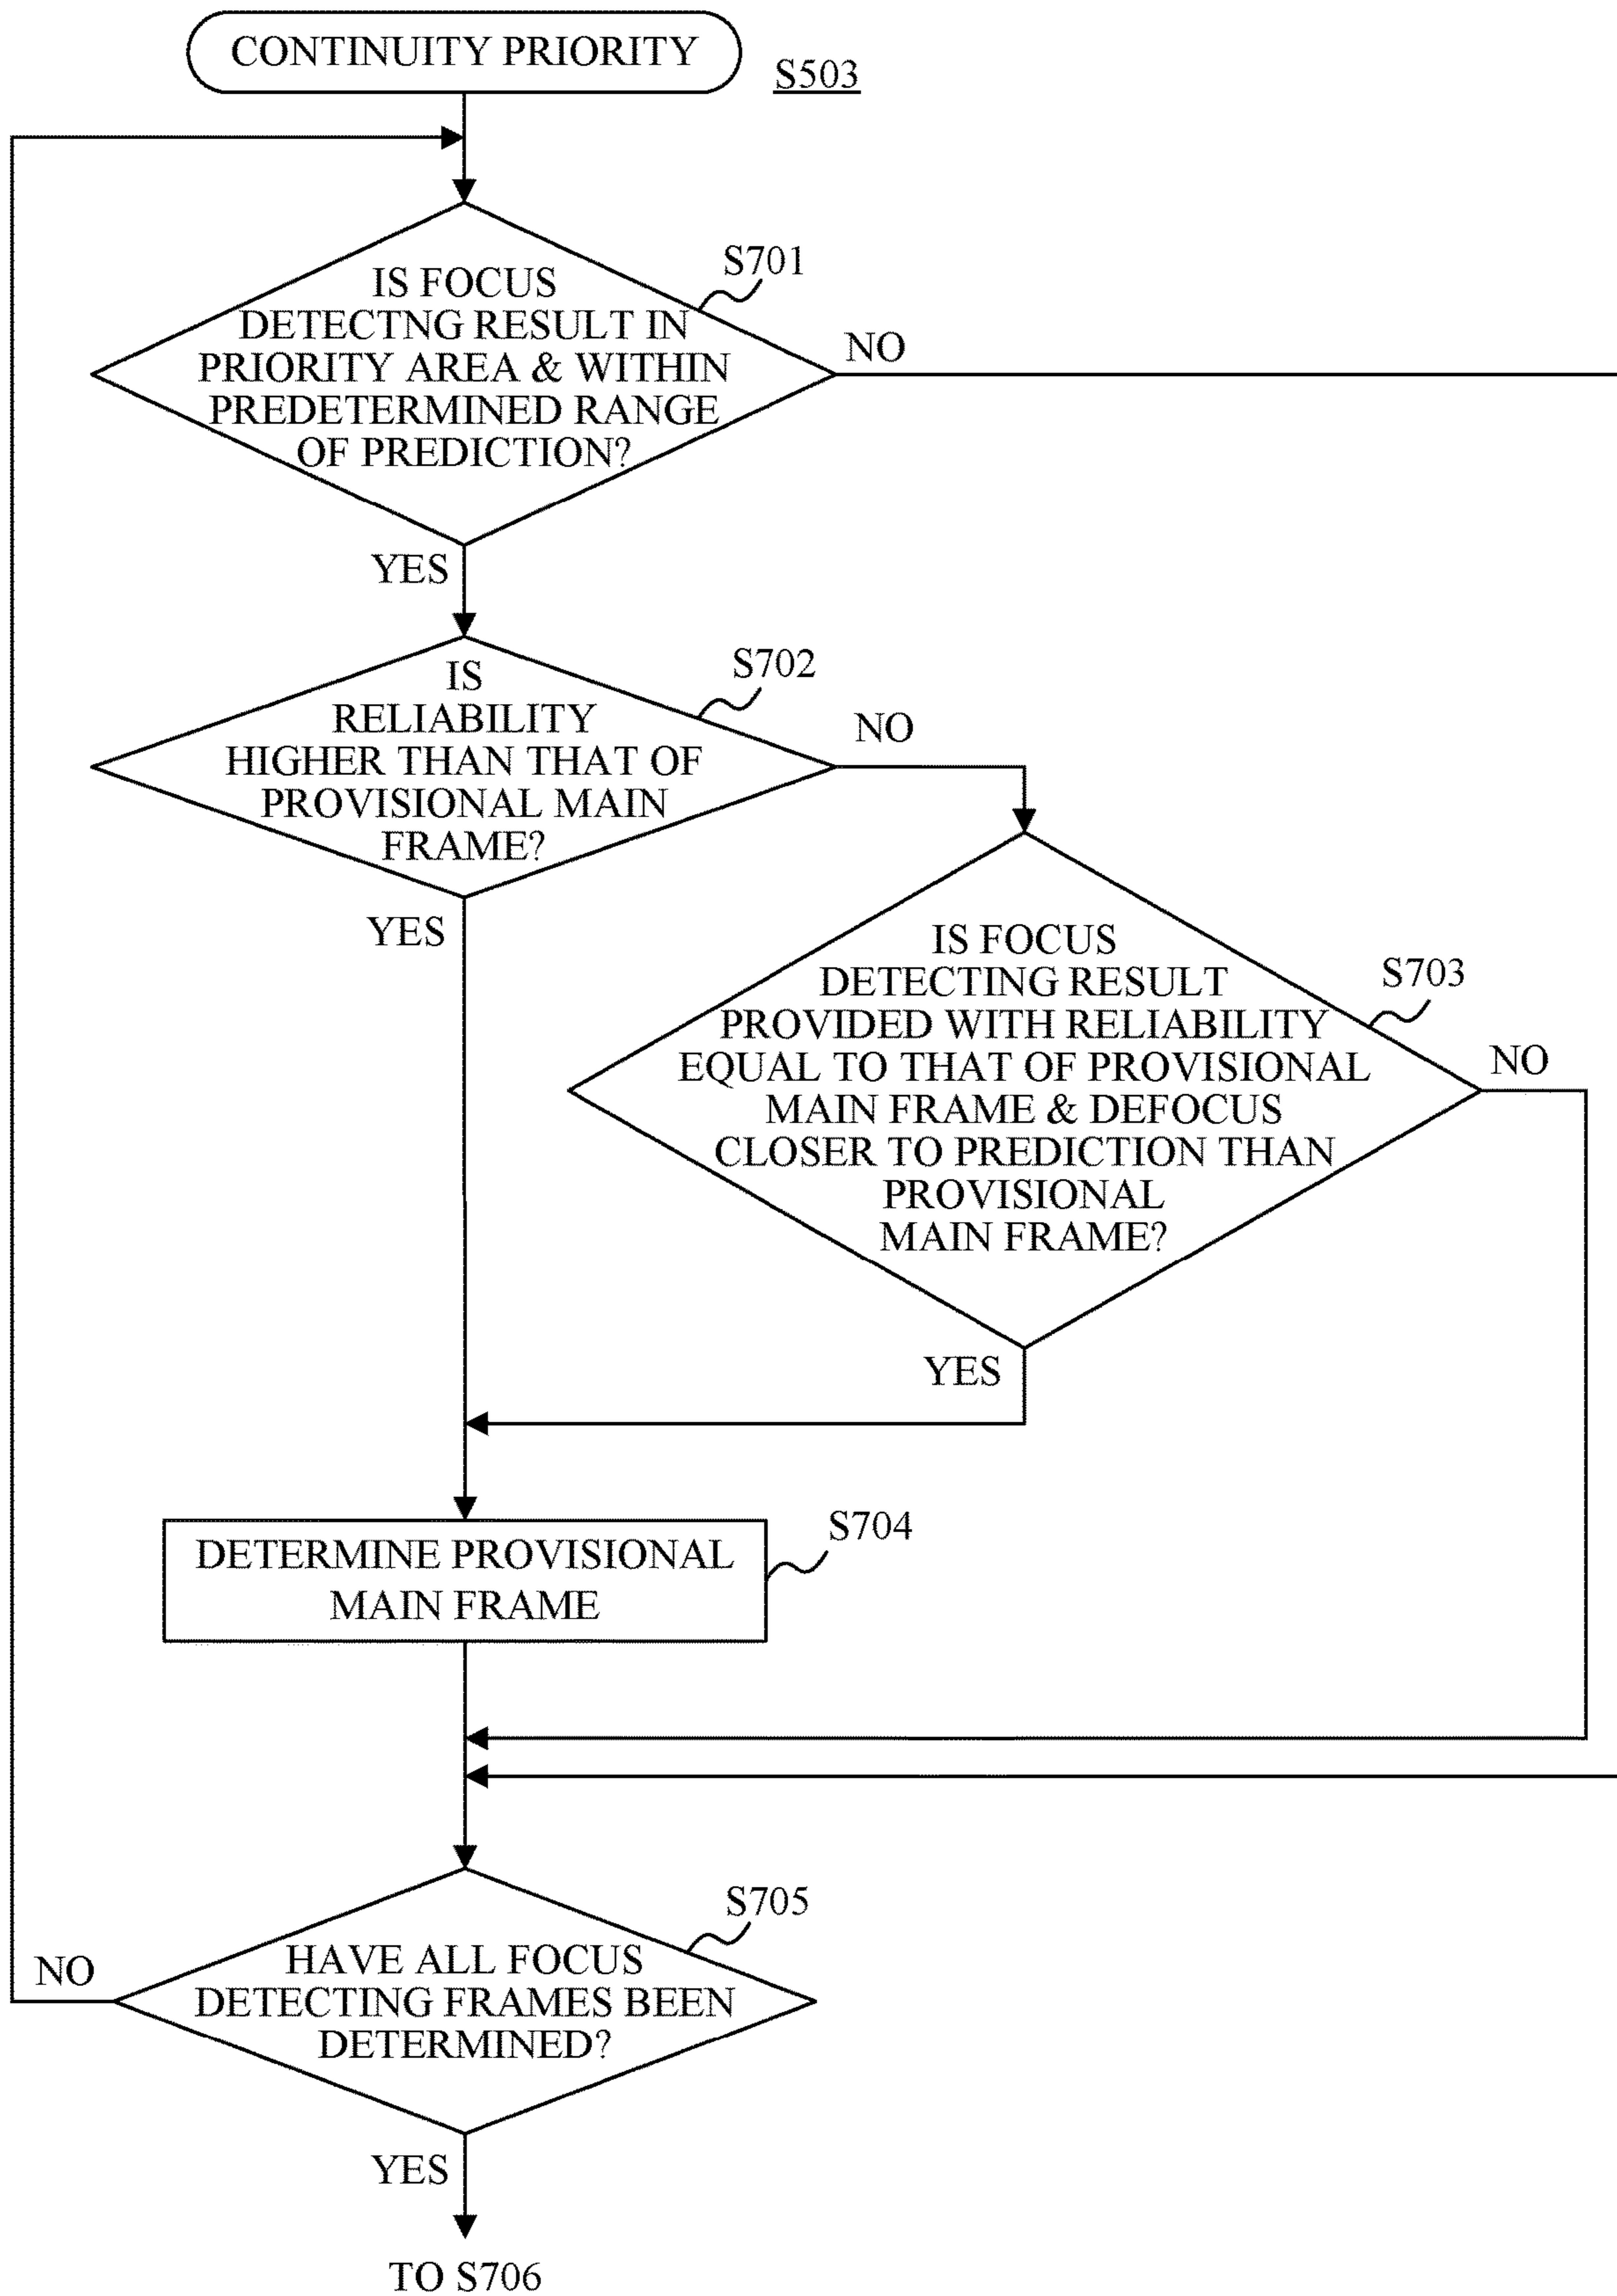 CONTINUITY PRIORITY
S503
S701
IS FOCUS
DETECTNG RESULT IN
PRIORITY AREA & WITHIN
PREDETERMINED RANGE
OF PREDICTION?
NO
YES
S702
IS
RELIABILITY
HIGHER THAN THAT OF
PROVISIONAL MAIN
FRAME?
NO
YES
S703
IS FOCUS
DETECTING RESULT
PROVIDED WITH RELIABILITY
EQUAL TO THAT OF PROVISIONAL
MAIN FRAME & DEFOCUS
CLOSER TO PREDICTION THAN
PROVISIONAL
MAIN FRAME?
NO
YES
S704
DETERMINE PROVISIONAL
MAIN FRAME
S705
HAVE ALL FOCUS
DETECTING FRAMES BEEN
DETERMINED?
NO
YES
TO S706